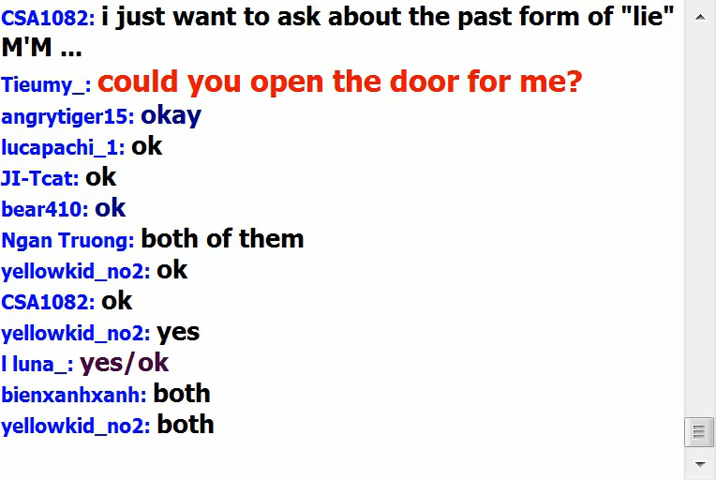 CSA1082: i just want to ask about the past form of "lie"
M'M ...
Tieumy_: could you open the door for me?
angrytiger15: okay
lucapachi_1: ok
JI-Tcat: ok
bear410: ok
Ngan Truong: both of them
yellowkid_no2: ok
CSA1082: ok
yellowkid_no2: yes
l luna_: yes/ok
bienxanhxanh: both
yellowkid_no2: both